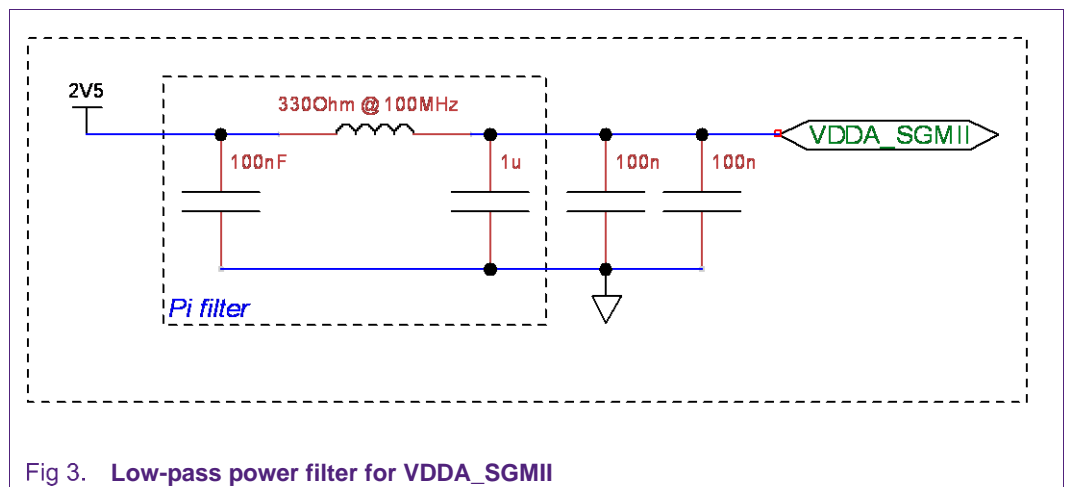 2V5
330Ohm @ 100MHz
VDDA_SGMII
100nF
1u
100n
100n
Pi filter
Fig 3. Low-pass power filter for VDDA_SGMII